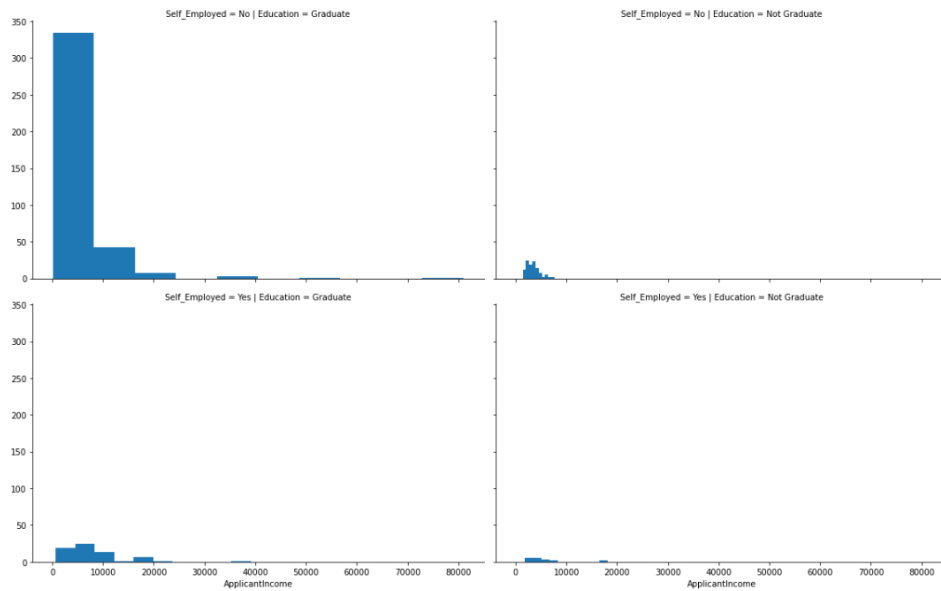 Self_Employed = No | Education = Graduate
Self_Employed = No | Education = Not Graduate
350
300
250
200
150
100
50
0
Self_Employed = Yes | Education = Graduate
Self_Employed = Yes | Education = Not Graduate
350
300
250
200
150
100
50
0
0 10000 20000 30000 40000 50000 60000 70000 80000
0 10000 20000 30000 40000 50000 60000 70000 80000
ApplicantIncome
ApplicantIncome